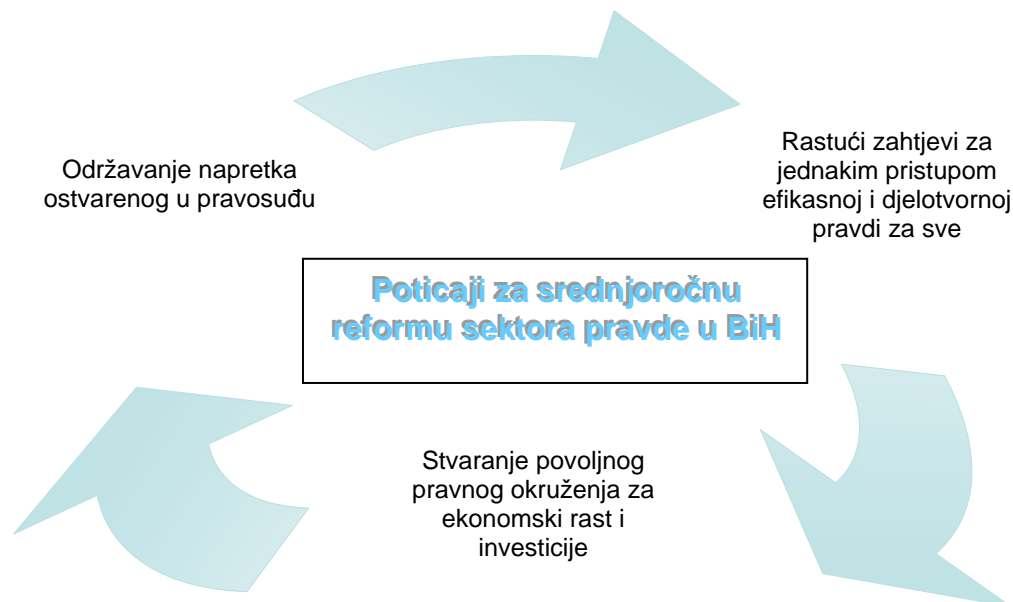 Održavanje napretka
ostvarenog u pravosuđu
Rastući zahtjevi za
jednakim pristupom
efikasnoj i djelotvornoj
pravdi za sve
Poticaji za srednjoročnu
reformu sektora pravde u BiH
Stvaranje povoljnog
pravnog okruženja za
ekonomski rast i
investicije